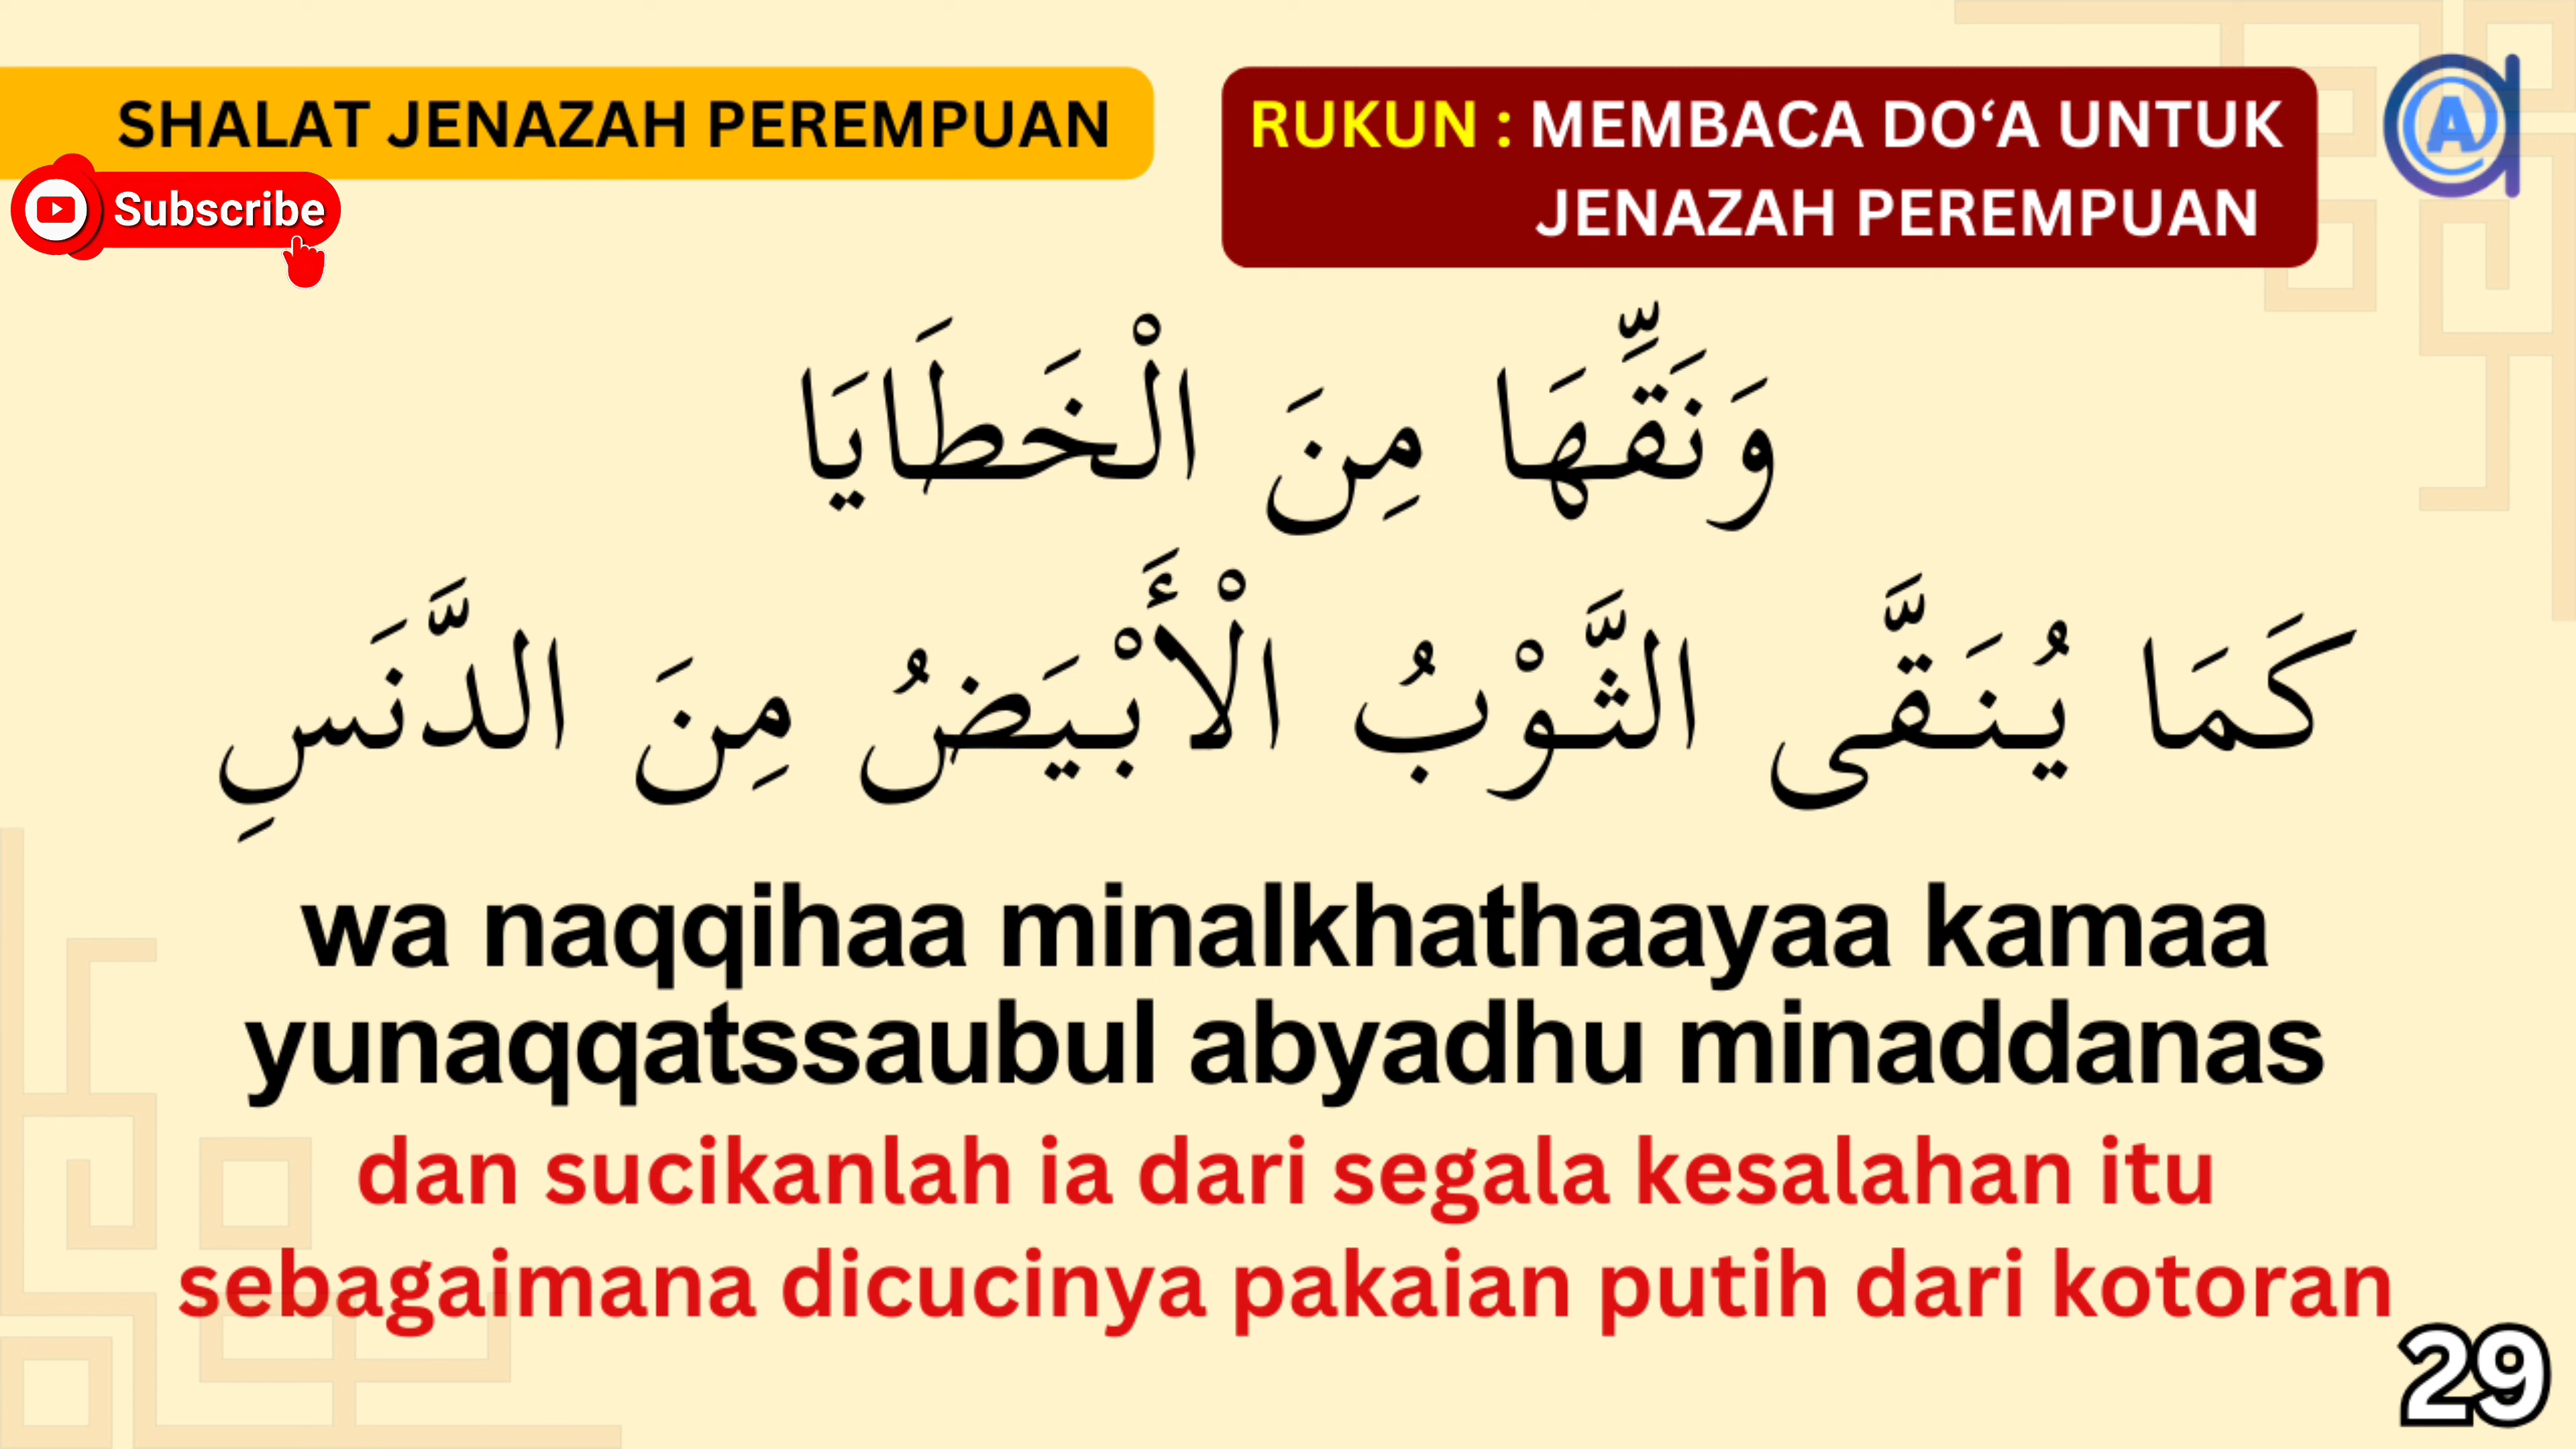 SHALAT JENAZAH PEREMPUAN
Subscribe
RUKUN : MEMBACA DO‘A UNTUK
JENAZAH PEREMPUAN
A
وَنَقِّهَا مِنَ الْخَطَايَا
كَمَا يُنَقَّى الثَّوْبُ الْأَبْيَضُ مِنَ الدَّنَسِ
wa naqqihaa minalkhathaayaa kamaa
yunaqqatssaubul abyadhu minaddanas
dan sucikanlah ia dari segala kesalahan itu
sebagaimana dicucinya pakaian putih dari kotoran
29